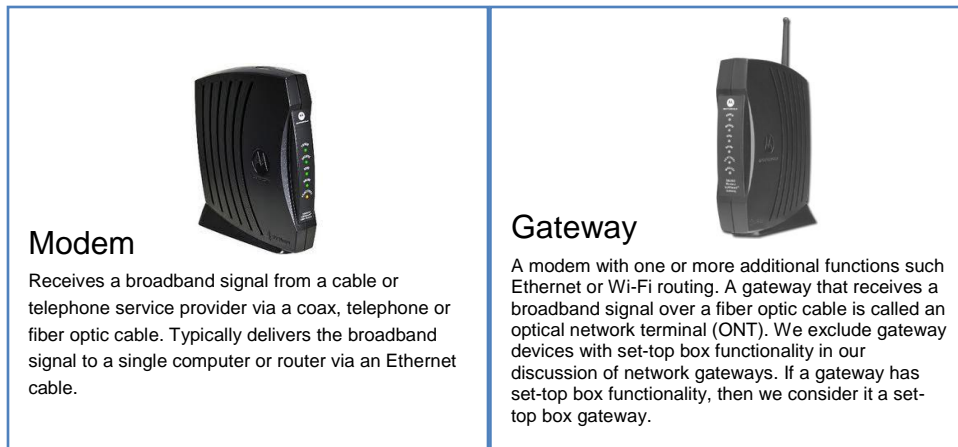 Modem
Receives a broadband signal from a cable or
telephone service provider via a coax, telephone or
fiber optic cable. Typically delivers the broadband
signal to a single computer or router via an Ethernet
cable.
Gateway
A modem with one or more additional functions such
Ethernet or Wi-Fi routing. A gateway that receives a
broadband signal over a fiber optic cable is called an
optical network terminal (ONT). We exclude gateway
devices with set-top box functionality in our
discussion of network gateways. If a gateway has
set-top box functionality, then we consider it a set-
top box gateway.